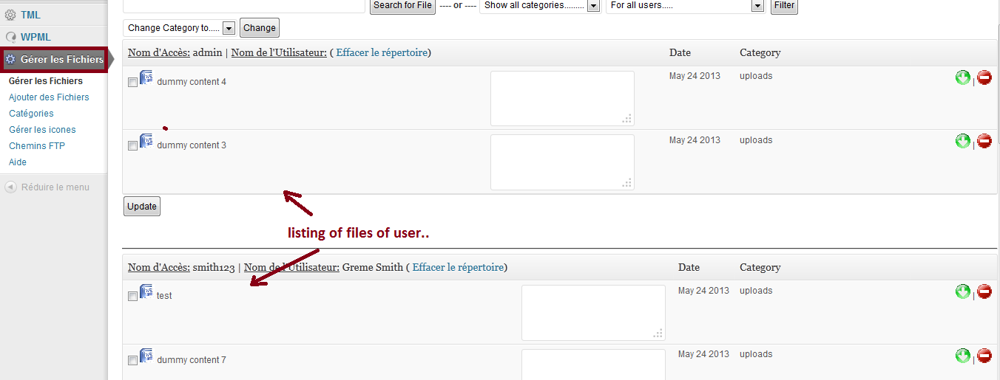 TML
WPML
Gérer les Fichiers
Gérer les Fichiers
Ajouter des Fichiers
Catégories
Gérer les icones
Chemins FTP
Aide
Réduire le menu
Search for File ---- or ---- Show all categories......... For all users..... Filter
Change Category to..... Change
Nom d'Accès: admin | Nom de l'Utilisateur: ( Effacer le répertoire) Date Category
dummy content 4 May 24 2013 uploads |
dummy content 3 May 24 2013 uploads |
Update
listing of files of user..
Nom d'Accès: smith123 | Nom de l'Utilisateur: Greme Smith ( Effacer le répertoire) Date Category
test May 24 2013 uploads |
dummy content 7 May 24 2013 uploads |